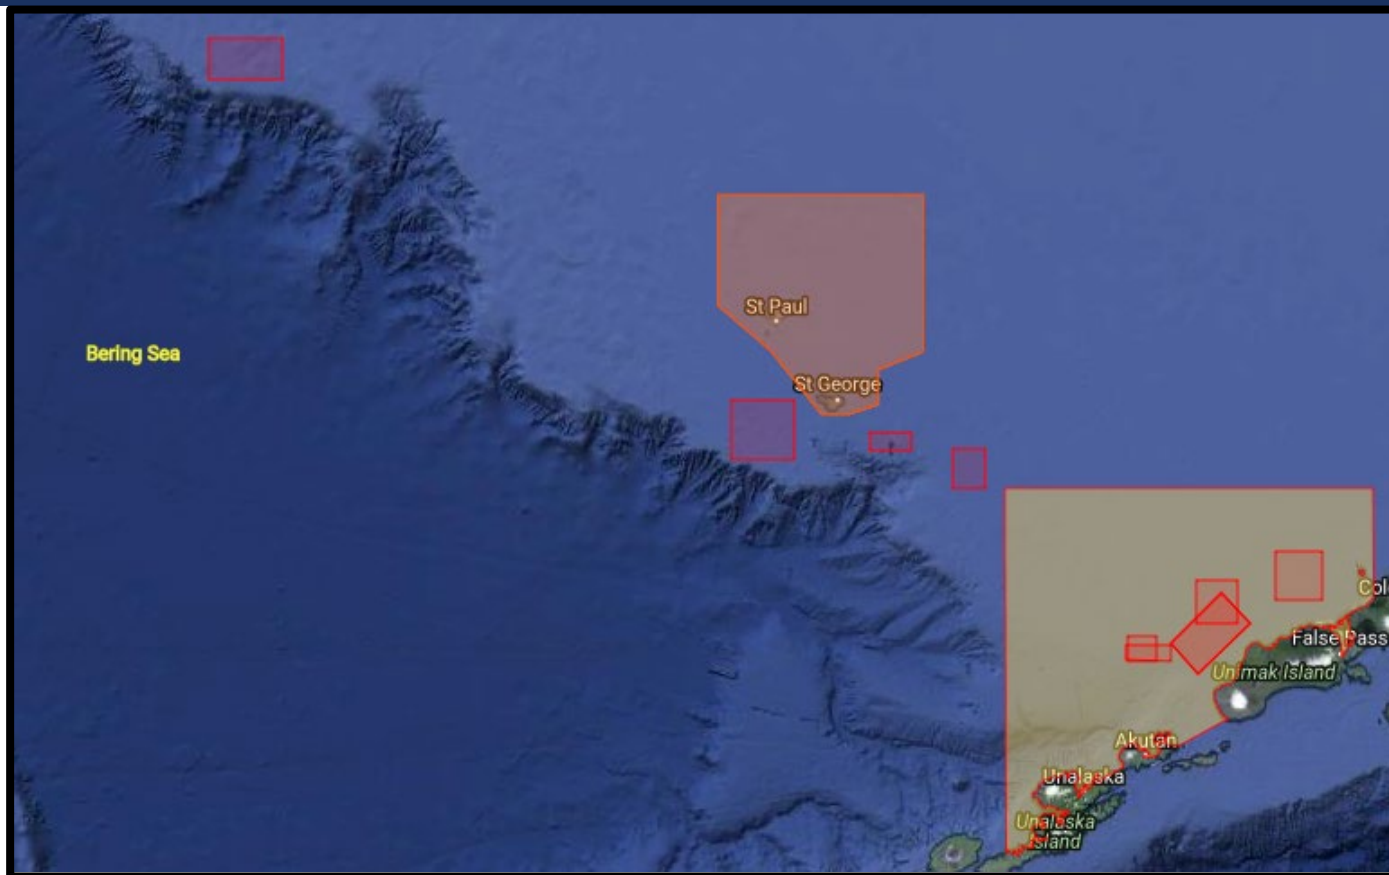 St Paul
Bering Sea
St George
Col
False Pass
Unimak Island
Akutan
Unalaska
Unalaska
Island